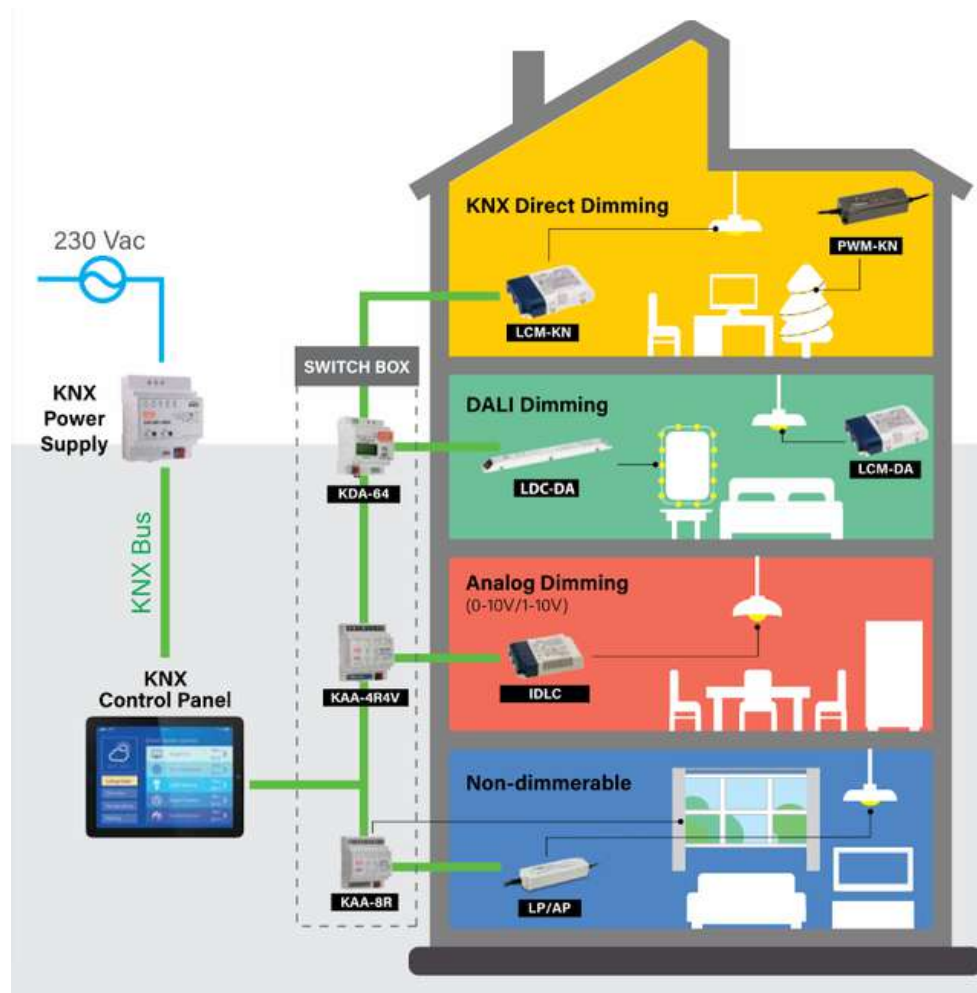 230 Vac
KNX
Power
Supply
KNX Bus
KNX
Control Panel
SWITCH BOX
KDA-64
KAA-4R4V
KAA-8R
KNX Direct Dimming
PWM-KN
LCM-KN
DALI Dimming
LDC-DA
LCM-DA
Analog Dimming
(0-10V/1-10V)
IDLC
Non-dimmerable
LP/AP